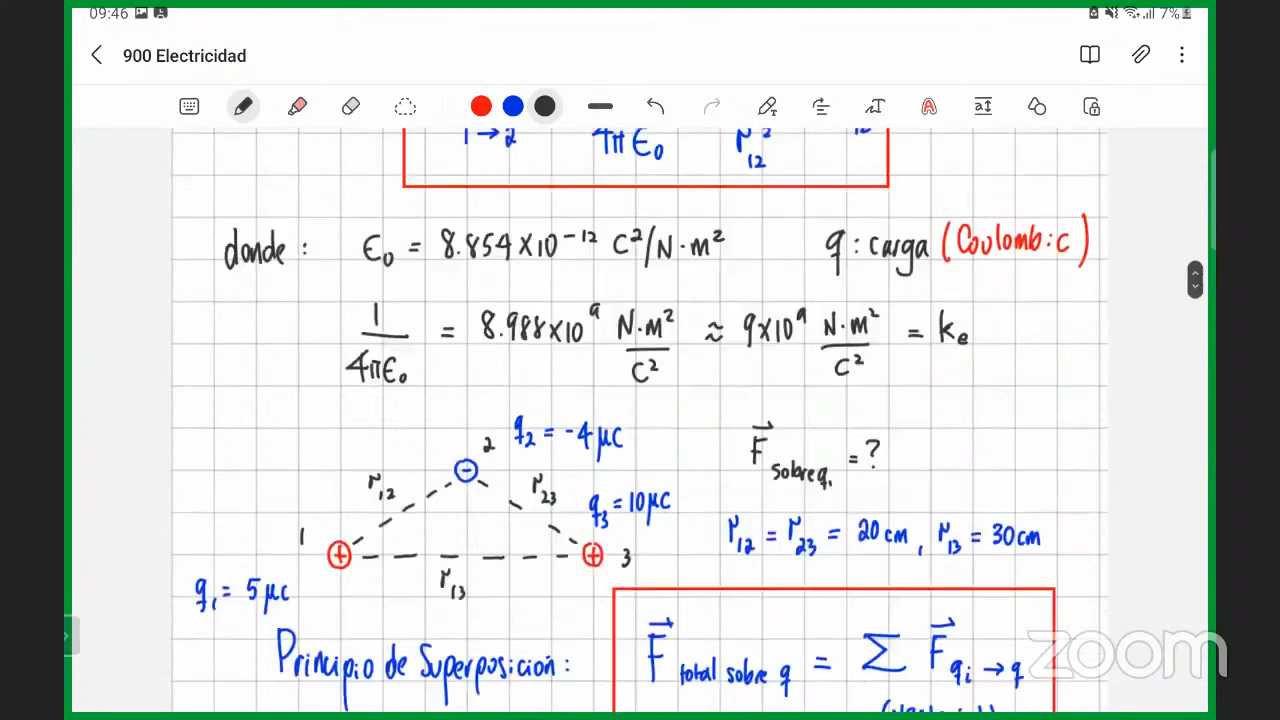 09:46 7%
900 Electricidad
1→2 4πϵ₀ r₁₂²
donde: ϵ₀ = 8.854×10⁻¹² C²/N·m² q: carga (Coulomb: C)
1/4πϵ₀ = 8.988×10⁹ N·m²/C² ≈ 9×10⁹ N·m²/C² = kₑ
2 q₂ = -4 μC
F⃗ sobre q₁ = ?
r₁₂ r₂₃
q₃ = 10 μC
r₁₂ = r₂₃ = 20 cm, r₁₃ = 30 cm
1 + - + 3
r₁₃
q₁ = 5 μC
Principio de Superposición: F⃗ total sobre q = Σ F⃗ qᵢ→q
zoom